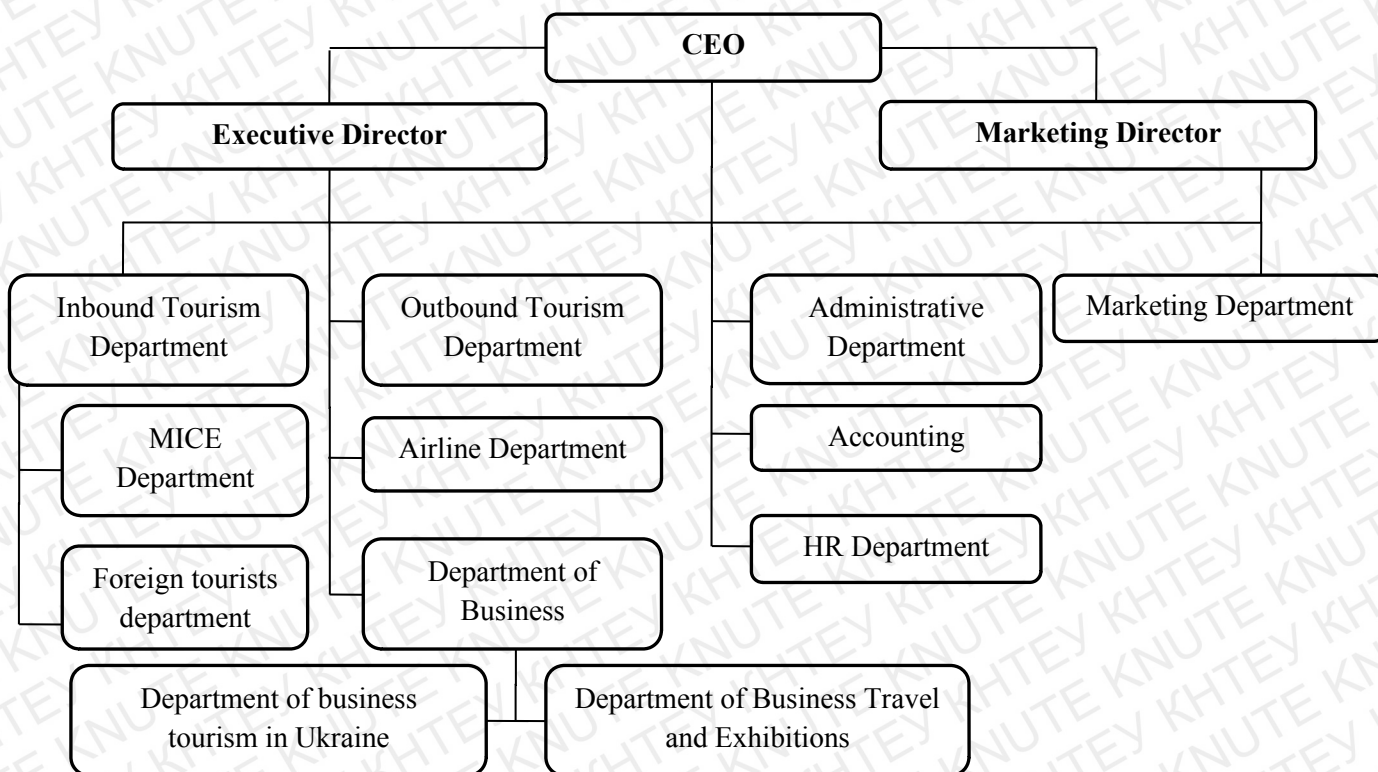 CEO
Executive Director
Marketing Director
Inbound Tourism
Department
Outbound Tourism
Department
Administrative
Department
Marketing Department
MICE
Department
Airline Department
Accounting
Foreign tourists
department
Department of
Business
HR Department
Department of business
tourism in Ukraine
Department of Business Travel
and Exhibitions